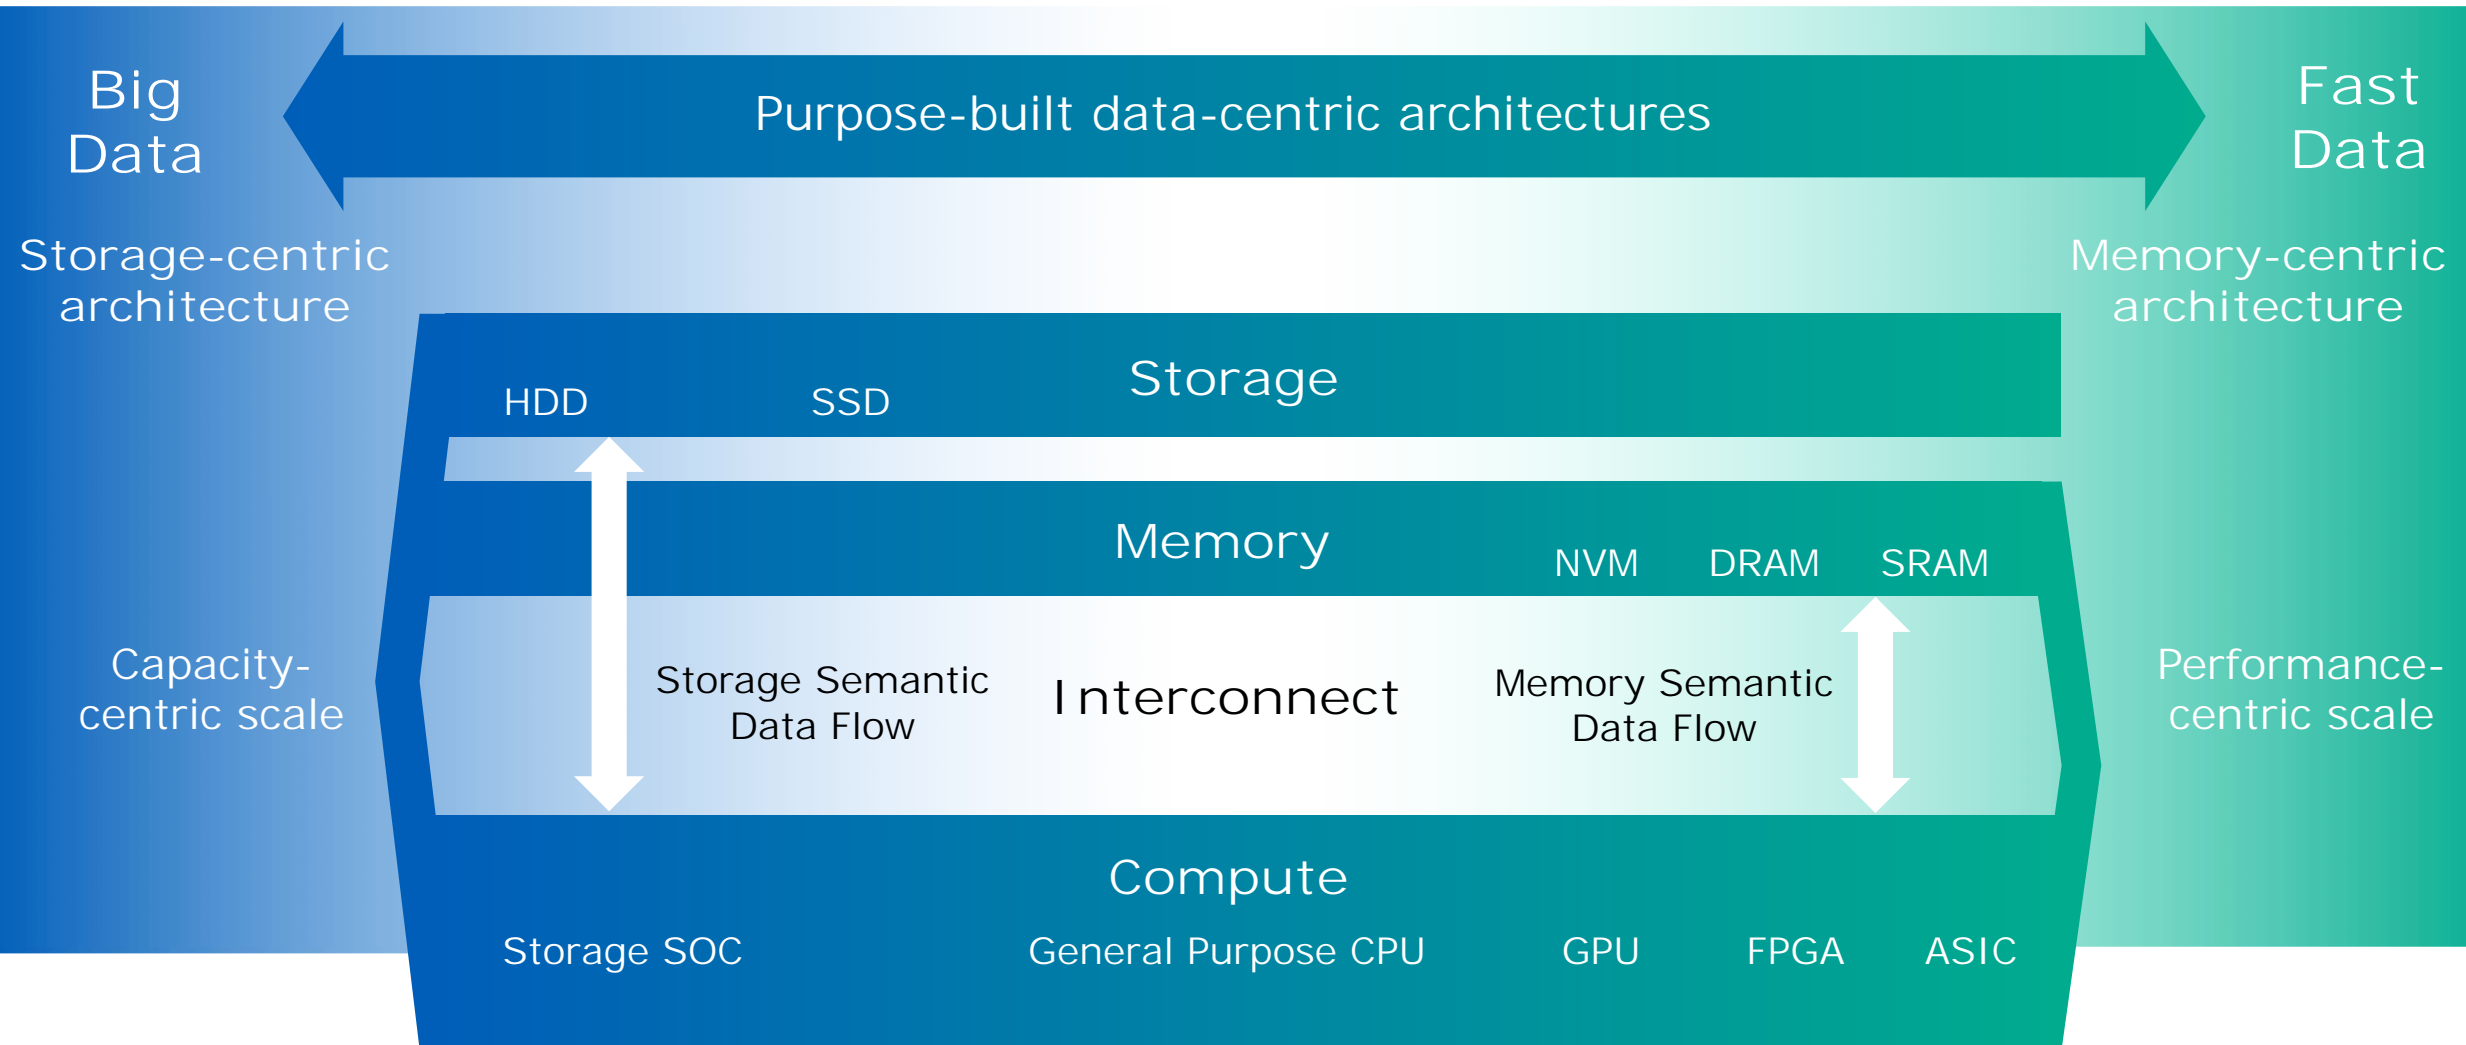 Big
Data
Purpose-built data-centric architectures
Fast
Data
Storage-centric
architecture
Memory-centric
architecture
Storage
HDD
SSD
Memory
NVM
DRAM
SRAM
Capacity-
centric scale
Storage Semantic
Data Flow
Interconnect
Memory Semantic
Data Flow
Performance-
centric scale
Compute
Storage SOC
General Purpose CPU
GPU
FPGA
ASIC